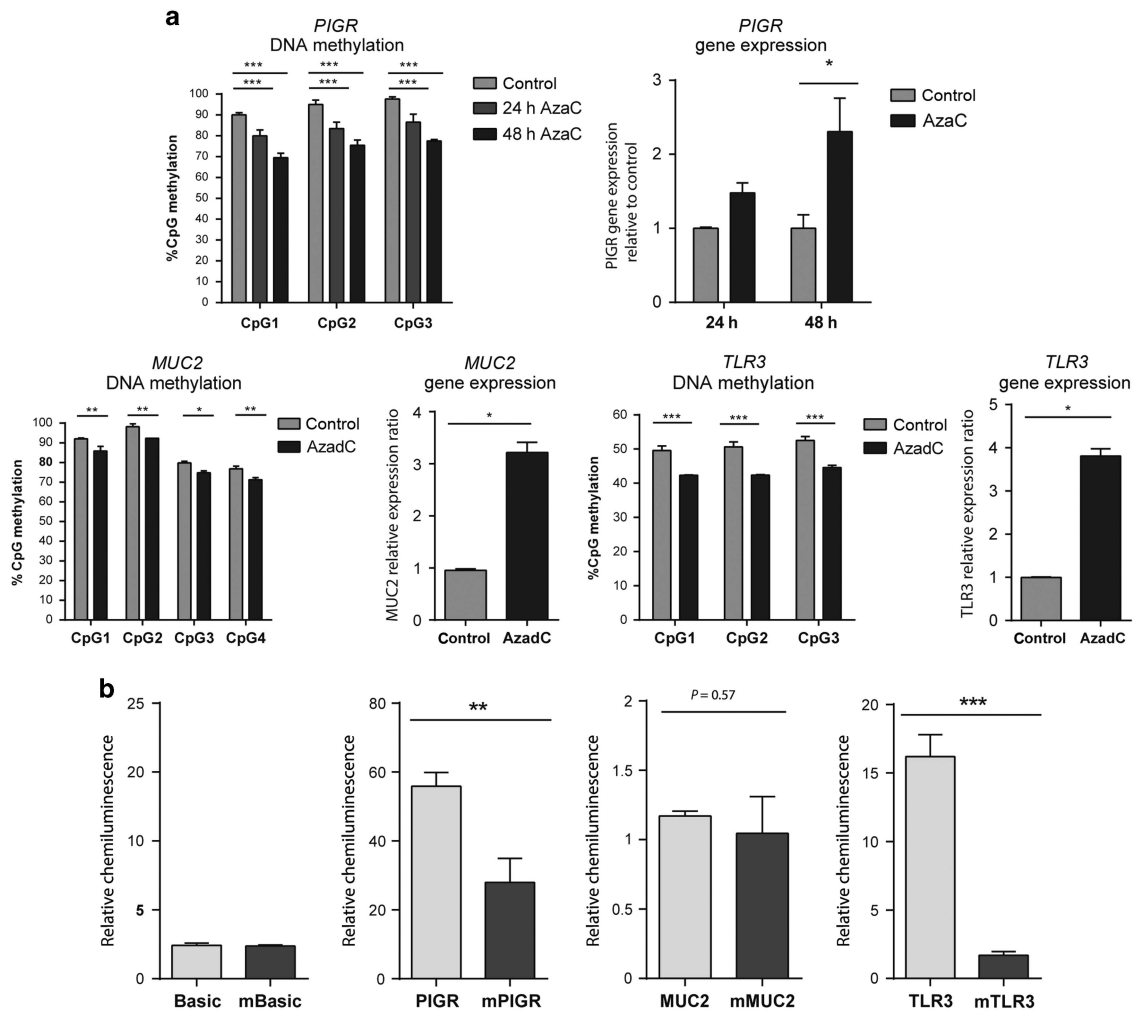 a
PIGR
DNA methylation
*** *** ***
*** *** ***
Control
24 h AzaC
48 h AzaC
%CpG methylation
100
90
80
70
60
50
40
30
20
10
0
CpG1 CpG2 CpG3
PIGR
gene expression
*
Control
AzaC
PIGR gene expression
relative to control
3
2
1
0
24 h 48 h
MUC2
DNA methylation
** ** * **
Control
AzadC
% CpG methylation
100
90
80
70
60
50
40
30
20
10
0
CpG1 CpG2 CpG3 CpG4
MUC2
gene expression
*
MUC2 relative expression ratio
4
3
2
1
0
Control AzadC
TLR3
DNA methylation
*** *** ***
Control
AzadC
%CpG methylation
60
50
40
30
20
10
0
CpG1 CpG2 CpG3
TLR3
gene expression
*
TLR3 relative expression ratio
5
4
3
2
1
0
Control AzadC
b
Relative chemiluminescence
25
20
10
5
0
Basic mBasic
Relative chemiluminescence
**
80
60
40
20
0
PIGR mPIGR
Relative chemiluminescence
P = 0.57
2
1.5
1
0.5
0
MUC2 mMUC2
Relative chemiluminescence
***
20
15
10
5
0
TLR3 mTLR3